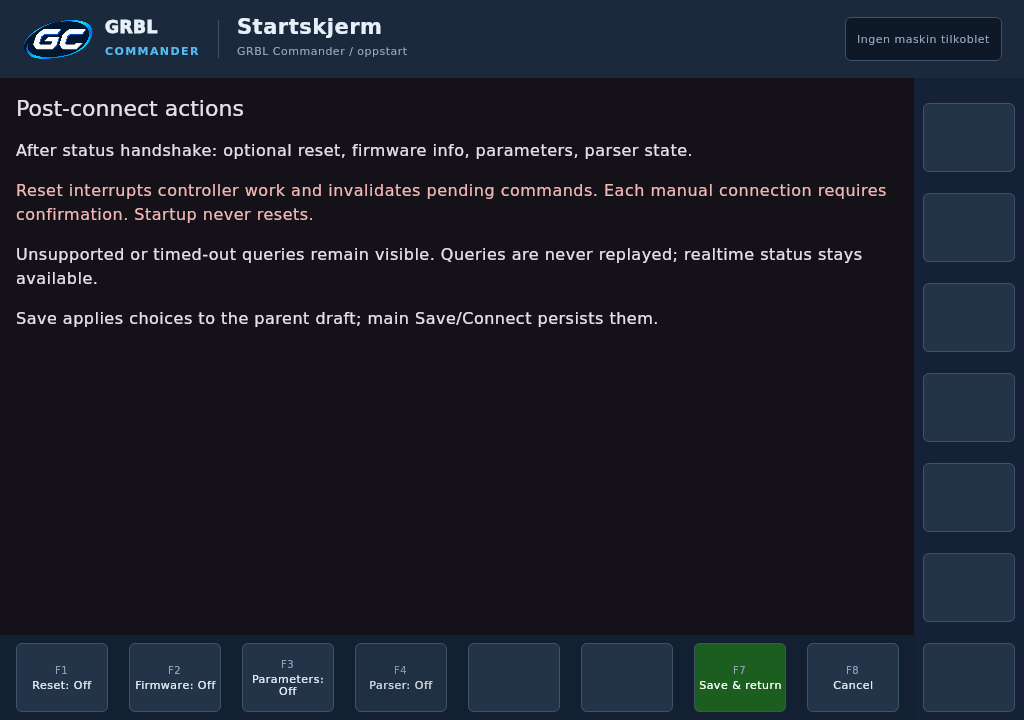 GC
GRBL
COMMANDER
Startskjerm
GRBL Commander / oppstart
Ingen maskin tilkoblet
Post-connect actions
After status handshake: optional reset, firmware info, parameters, parser state.
Reset interrupts controller work and invalidates pending commands. Each manual connection requires
confirmation. Startup never resets.
Unsupported or timed-out queries remain visible. Queries are never replayed; realtime status stays
available.
Save applies choices to the parent draft; main Save/Connect persists them.
F1
Reset: Off
F2
Firmware: Off
F3
Parameters:
Off
F4
Parser: Off
F7
Save & return
F8
Cancel